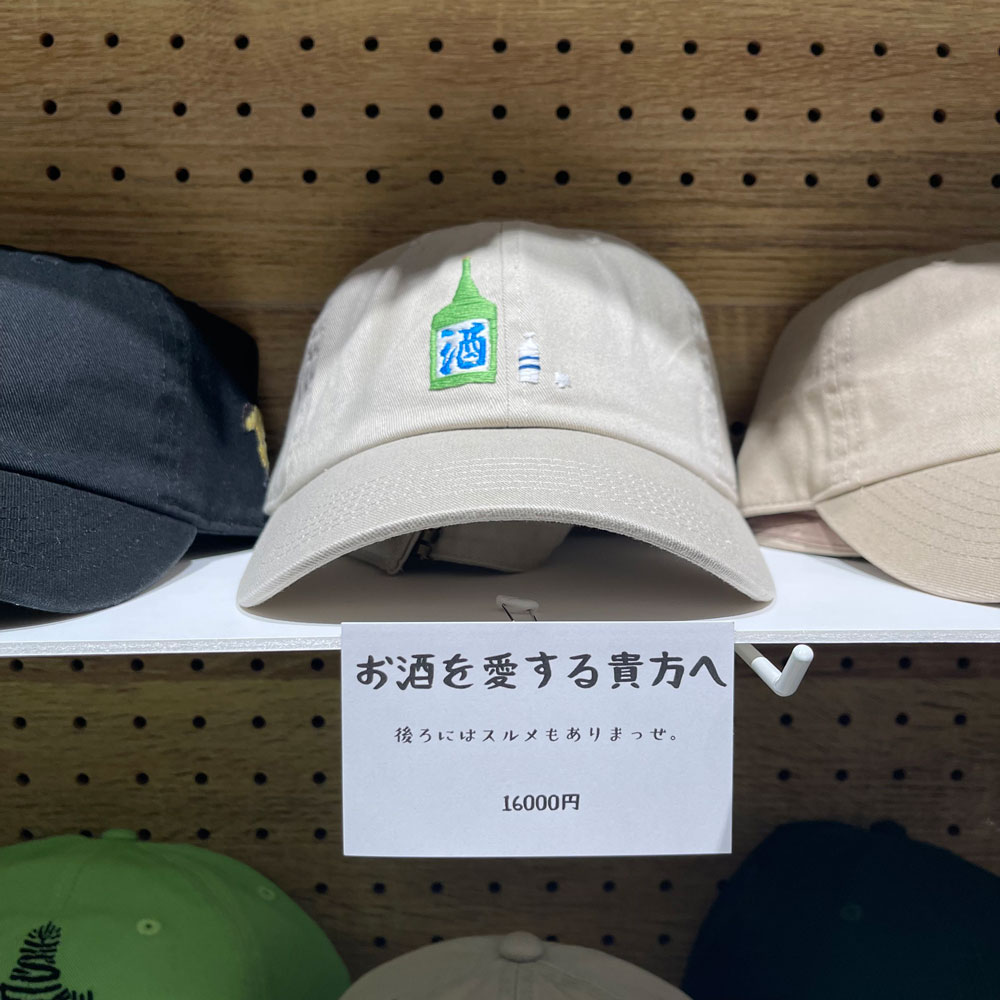 酒
お酒を愛する貴方へ
後ろにはスルメもありまっせ。
16000円